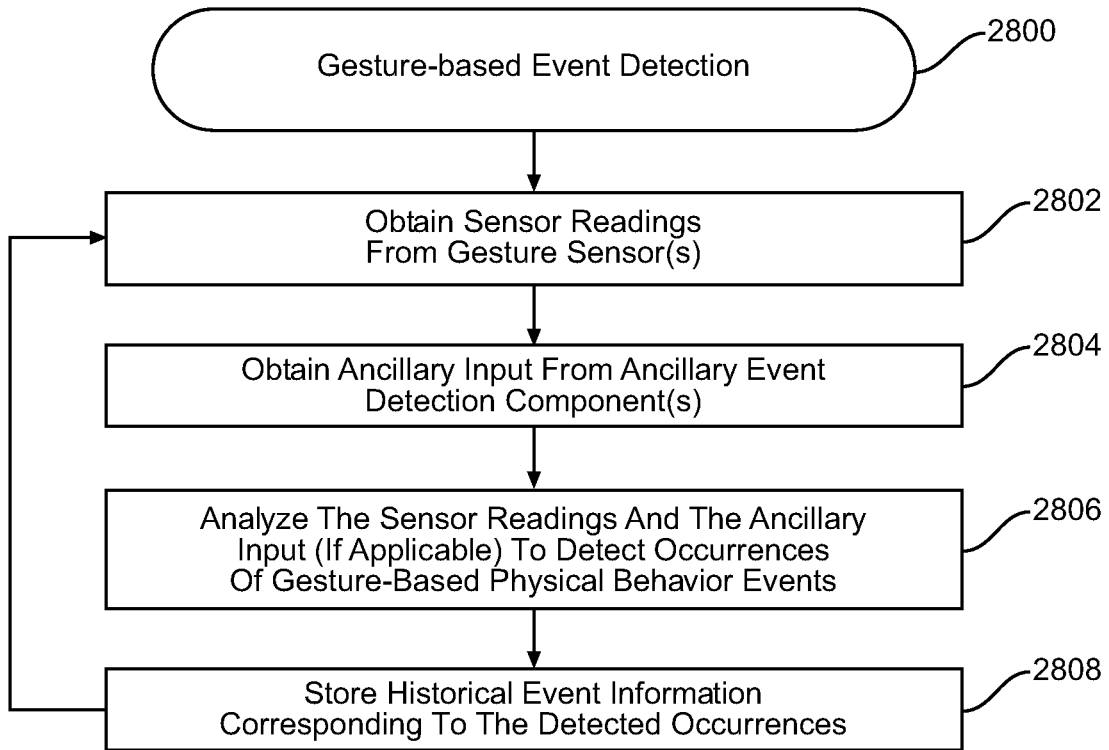 Gesture-based Event Detection
2800
Obtain Sensor Readings
From Gesture Sensor(s)
2802
Obtain Ancillary Input From Ancillary Event
Detection Component(s)
2804
Analyze The Sensor Readings And The Ancillary
Input (If Applicable) To Detect Occurrences
Of Gesture-Based Physical Behavior Events
2806
Store Historical Event Information
Corresponding To The Detected Occurrences
2808